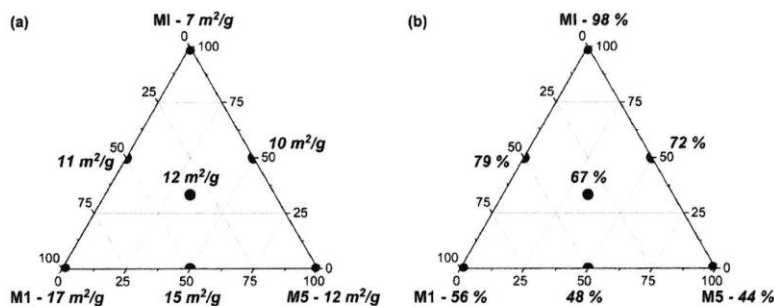 (a)
MI - 7 m²/g
0
100
25
75
11 m²/g
50
50
10 m²/g
12 m²/g
75
25
100
0
0
25
50
75
100
M1 - 17 m²/g
15 m²/g
M5 - 12 m²/g
(b)
MI - 98 %
0
100
25
75
79 %
50
50
72 %
67 %
75
25
100
0
0
25
50
75
100
M1 - 56 %
48 %
M5 - 44 %